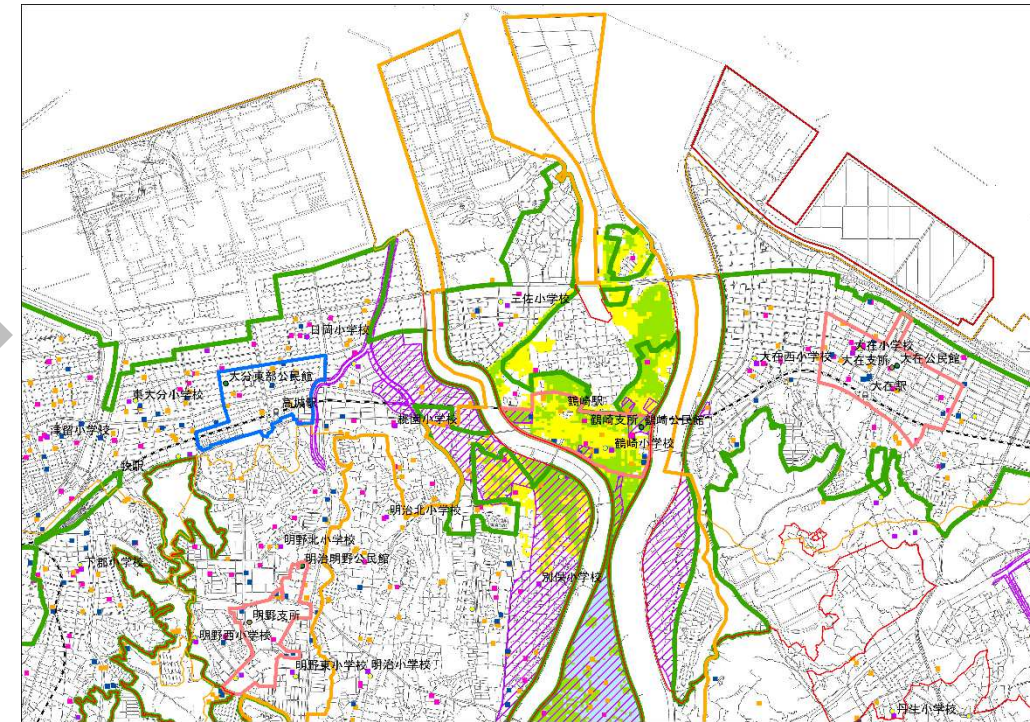 三佐小学校
日岡小学校
大在小学校
大在西小学校
大在支所
大在公民館
大分東部公民館
大在駅
東大分小学校
高城駅
鶴崎駅
桃園小学校
鶴崎支所
鶴崎公民館
津留小学校
鶴崎小学校
牧駅
明治北小学校
明野北小学校
明治明野公民館
下郡小学校
別保小学校
明野支所
明野西小学校
明野東小学校
明治小学校
丹生小学校